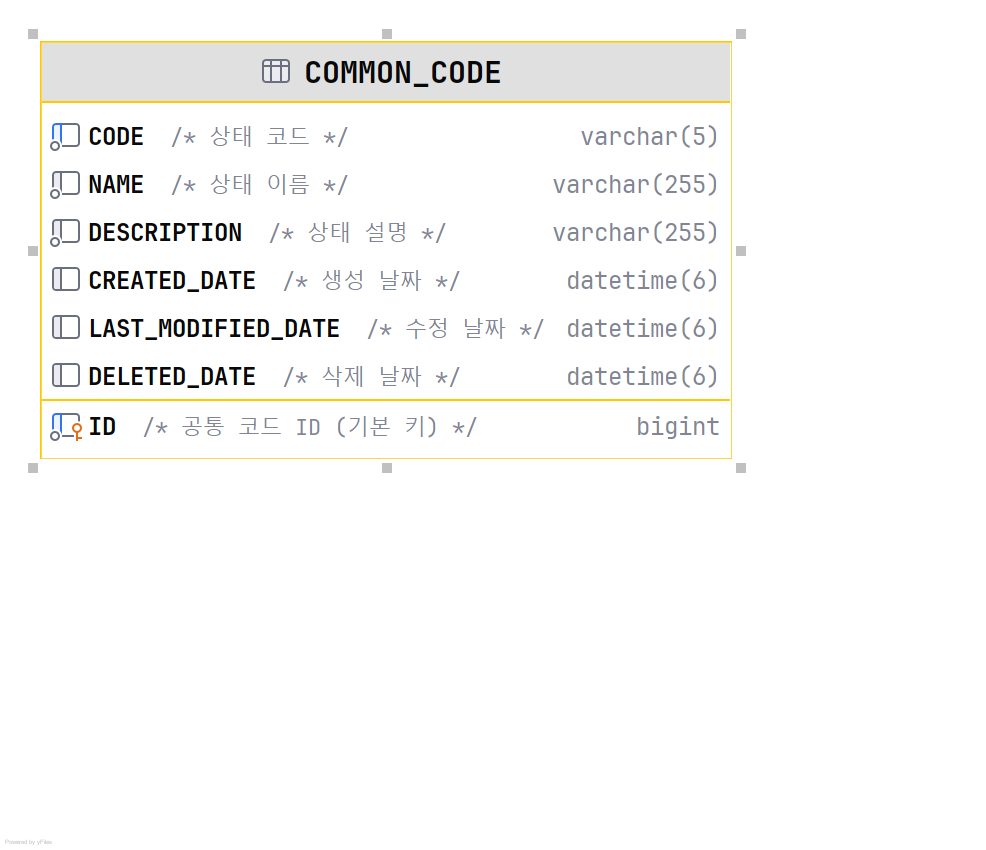 COMMON_CODE
CODE /* 상태 코드 */ varchar(5)
NAME /* 상태 이름 */ varchar(255)
DESCRIPTION /* 상태 설명 */ varchar(255)
CREATED_DATE /* 생성 날짜 */ datetime(6)
LAST_MODIFIED_DATE /* 수정 날짜 */ datetime(6)
DELETED_DATE /* 삭제 날짜 */ datetime(6)
ID /* 공통 코드 ID (기본 키) */ bigint
Powered by yFiles